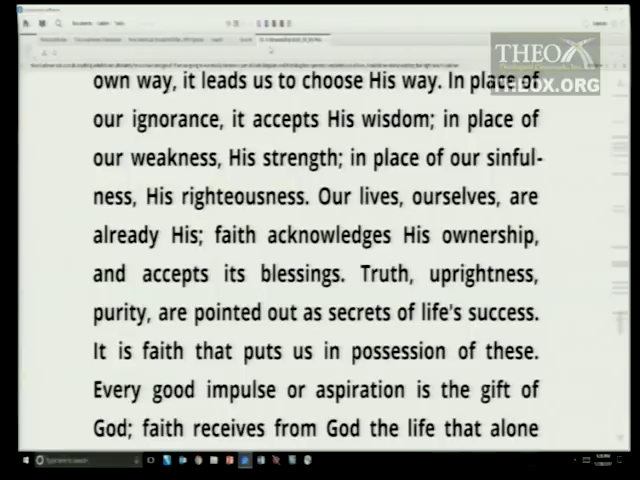 THEOX
THEOX.ORG
own way, it leads us to choose His way. In place of
our ignorance, it accepts His wisdom; in place of
our weakness, His strength; in place of our sinful-
ness, His righteousness. Our lives, ourselves, are
already His; faith acknowledges His ownership,
and accepts its blessings. Truth, uprightness,
purity, are pointed out as secrets of life's success.
It is faith that puts us in possession of these.
Every good impulse or aspiration is the gift of
God; faith receives from God the life that alone